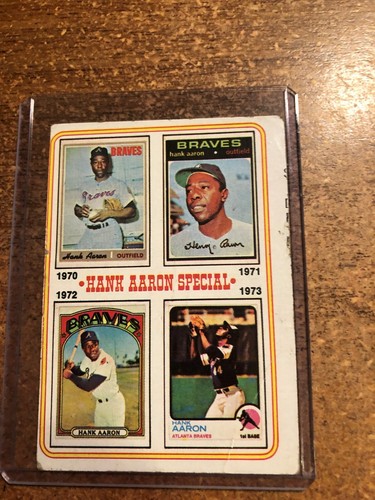 BRAVES
Hank Aaron OUTFIELD
BRAVES
hank aaron • outfield
Henry Aaron
1970
1971
•HANK AARON SPECIAL•
1972
1973
BRAVES
HANK AARON
HANK
AARON
ATLANTA BRAVES
1st BASE